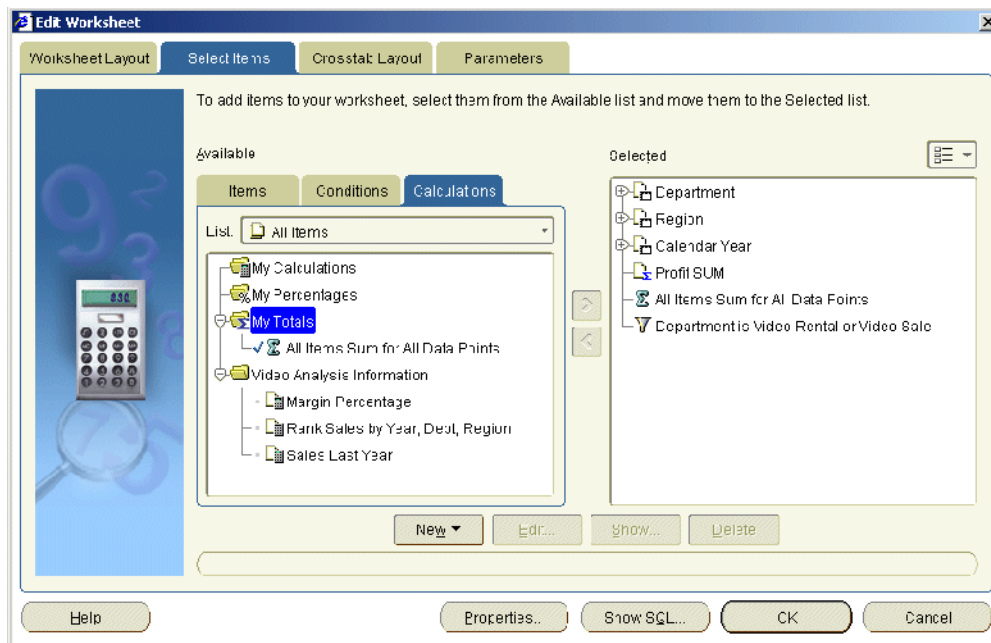 Edit Worksheet
Worksheet Layout Select Items Crosstab Layout Parameters
To add items to your worksheet, select them from the Available list and move them to the Selected list.
Available
Selected
Items Conditions Calculations
List: All Items
My Calculations
My Percentages
My Totals
All Items Sum for All Data Points
Video Analysis Information
Margin Percentage
Rank Sales by Year, Dept, Region
Sales Last Year
Department
Region
Calendar Year
Profit SUM
All Items Sum for All Data Points
Department is Video Rental or Video Sale
New Edit... Show... Delete
Help Properties.. Show SQL... OK Cancel